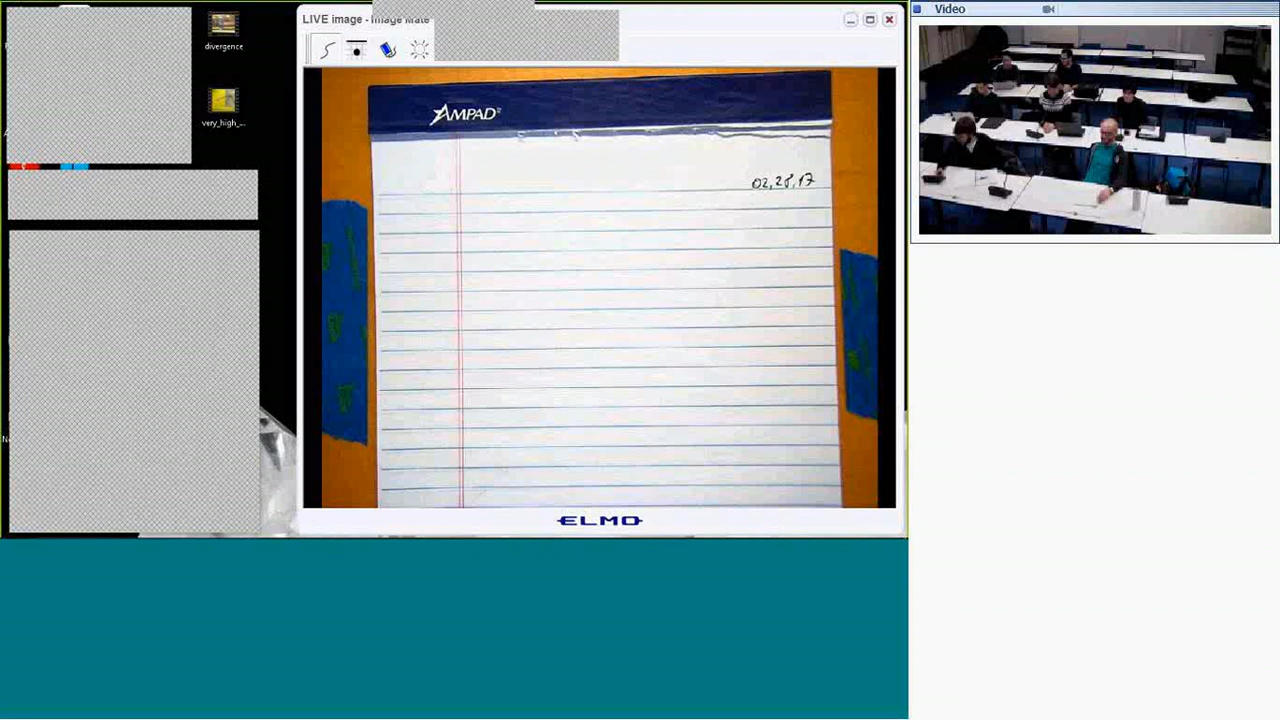 LIVE image - Image Mate
Video
divergence
very_high_...
AMPAD
02,28,17
ELMO